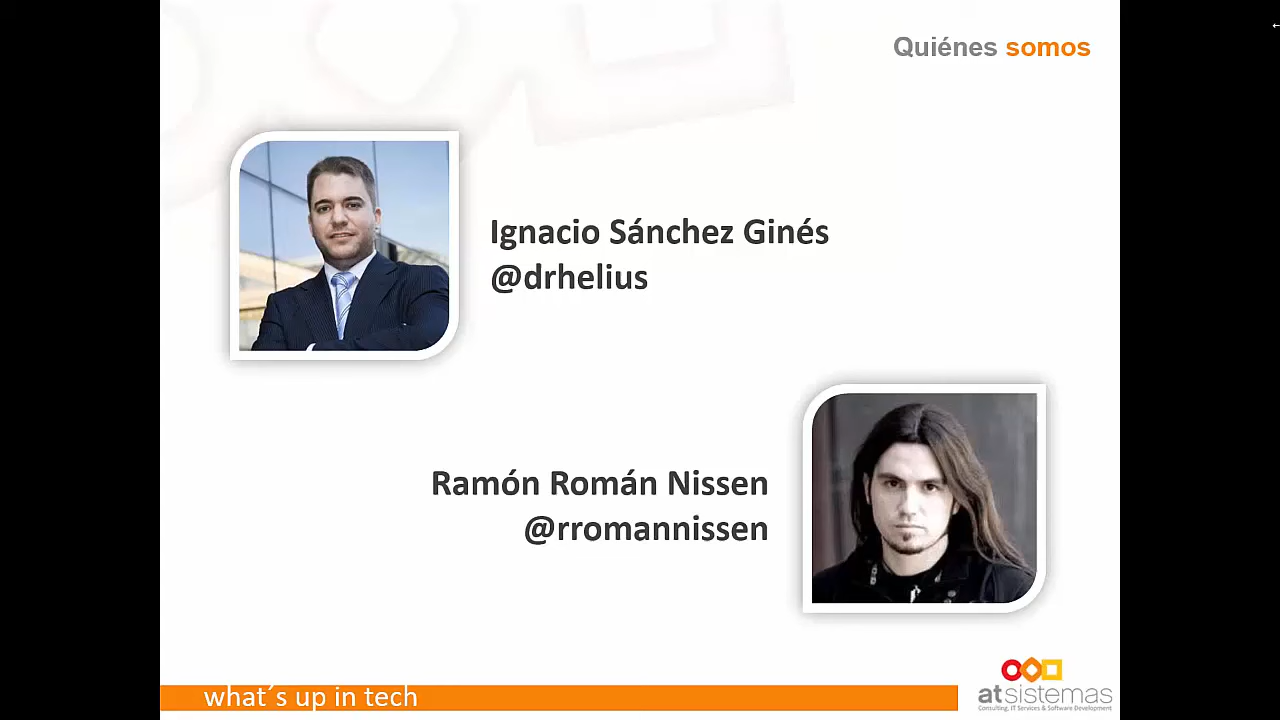 Quiénes somos
Ignacio Sánchez Ginés
@drhelius
Ramón Román Nissen
@rromannissen
what´s up in tech
atsistemas
Consulting, IT Services & Software Development